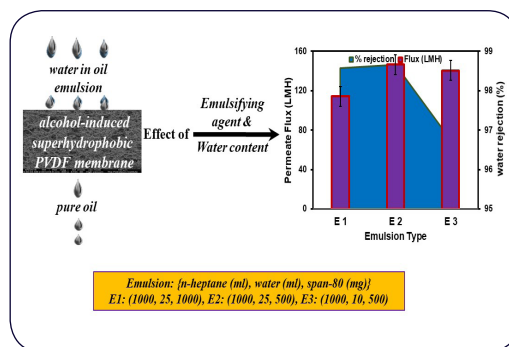 water in oil
emulsion
alcohol-induced
superhydrophobic
PVDF membrane
pure oil
Effect of
Emulsifying
agent &
Water content
% rejection
Flux (LMH)
Permeate Flux (LMH)
160
120
80
40
0
water rejection (%)
99
98
97
96
95
E 1
E 2
E 3
Emulsion Type
Emulsion: {n-heptane (ml), water (ml), span-80 (mg)}
E1: (1000, 25, 1000), E2: (1000, 25, 500), E3: (1000, 10, 500)